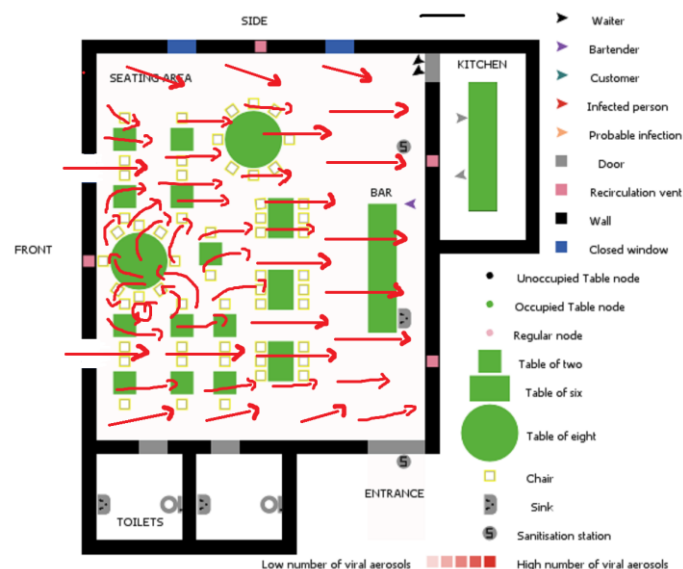 SIDE
Waiter
Bartender
Customer
Infected person
Probable infection
Door
Recirculation vent
Wall
Closed window
SEATING AREA
KITCHEN
S
BAR
FRONT
Unoccupied Table node
Occupied Table node
Regular node
Table of two
Table of six
Table of eight
Chair
Sink
S
Sanitisation station
S
ENTRANCE
TOILETS
Low number of viral aerosols
High number of viral aerosols